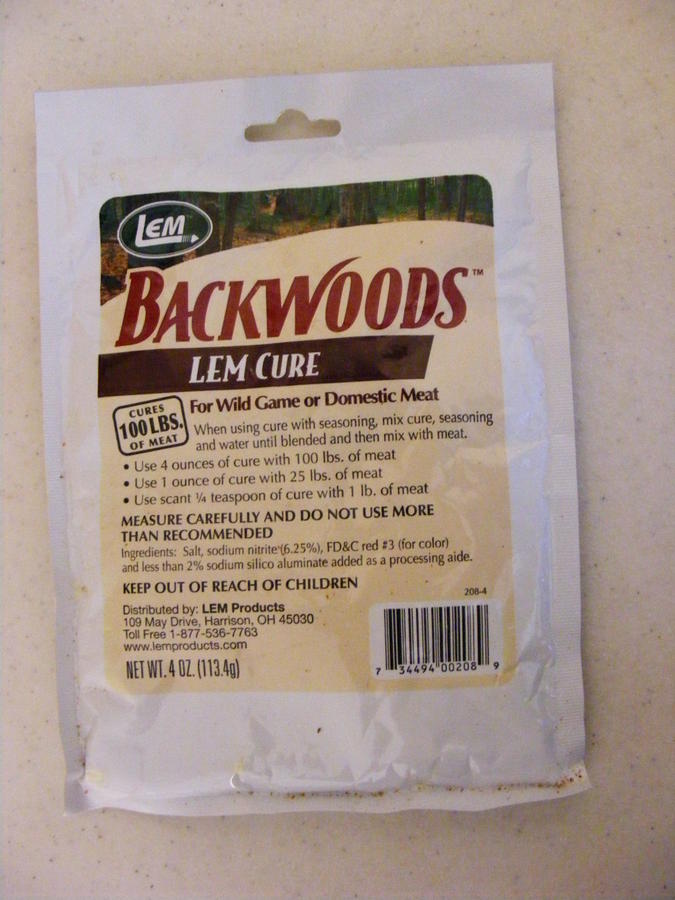 LEM
BACKWOODS™
LEM CURE
CURES
100 LBS.
OF MEAT
For Wild Game or Domestic Meat
When using cure with seasoning, mix cure, seasoning
and water until blended and then mix with meat.
• Use 4 ounces of cure with 100 lbs. of meat
• Use 1 ounce of cure with 25 lbs. of meat
• Use scant ¼ teaspoon of cure with 1 lb. of meat
MEASURE CAREFULLY AND DO NOT USE MORE
THAN RECOMMENDED
Ingredients: Salt, sodium nitrite (6.25%), FD&C red #3 (for color)
and less than 2% sodium silico aluminate added as a processing aide.
KEEP OUT OF REACH OF CHILDREN
208-4
Distributed by: LEM Products
109 May Drive, Harrison, OH 45030
Toll Free 1-877-536-7763
www.lemproducts.com
NET WT. 4 OZ. (113.4g)
7 34494 00208 9